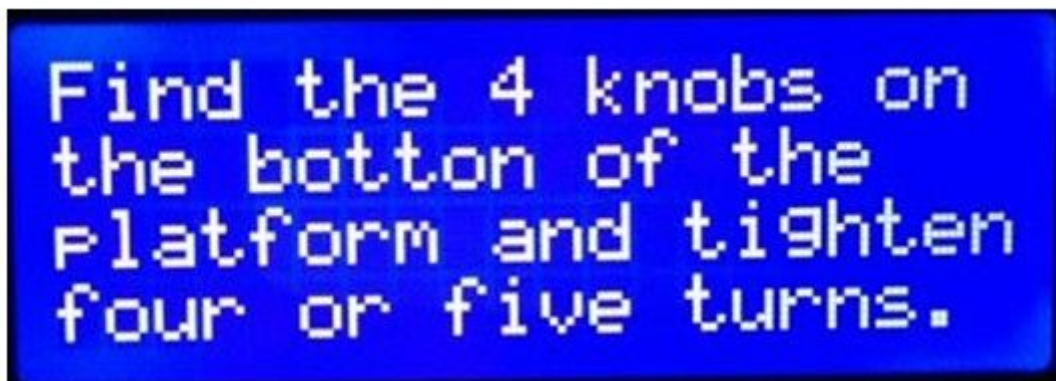 Find the 4 knobs on
the botton of the
platform and tighten
four or five turns.